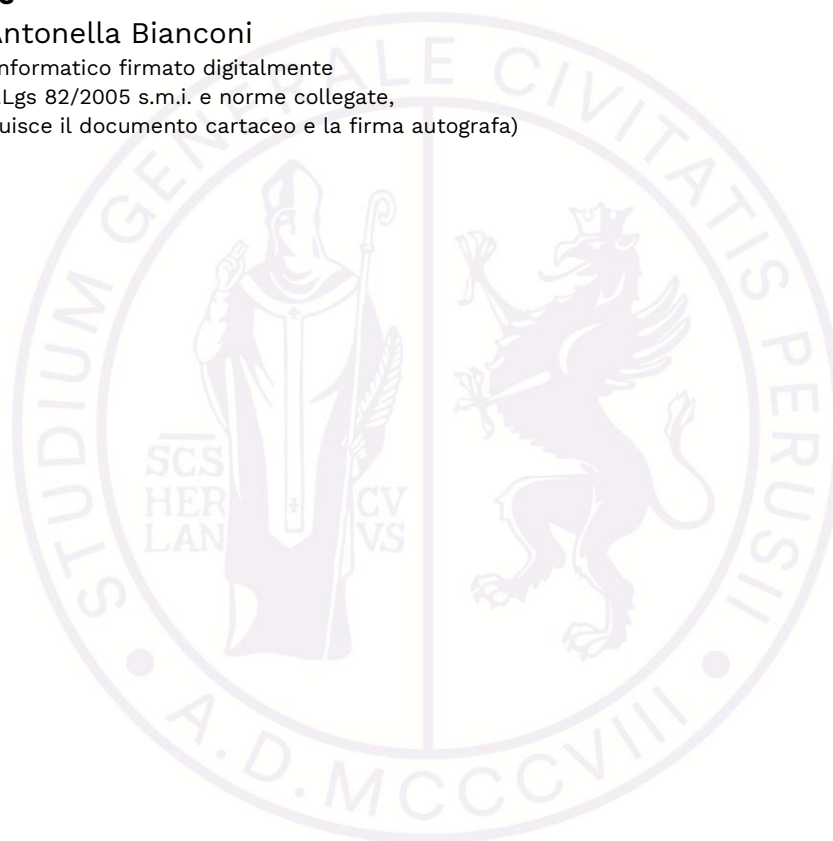 Antonella Bianconi
nformatico firmato digitalmente
.Lgs 82/2005 s.m.i. e norme collegate,
uisce il documento cartaceo e la firma autografa)
STUDIUM GENERALE CIVITATIS PERUSII
SCS
HER CV
LAN VS
• A.D. MCCCVIII •